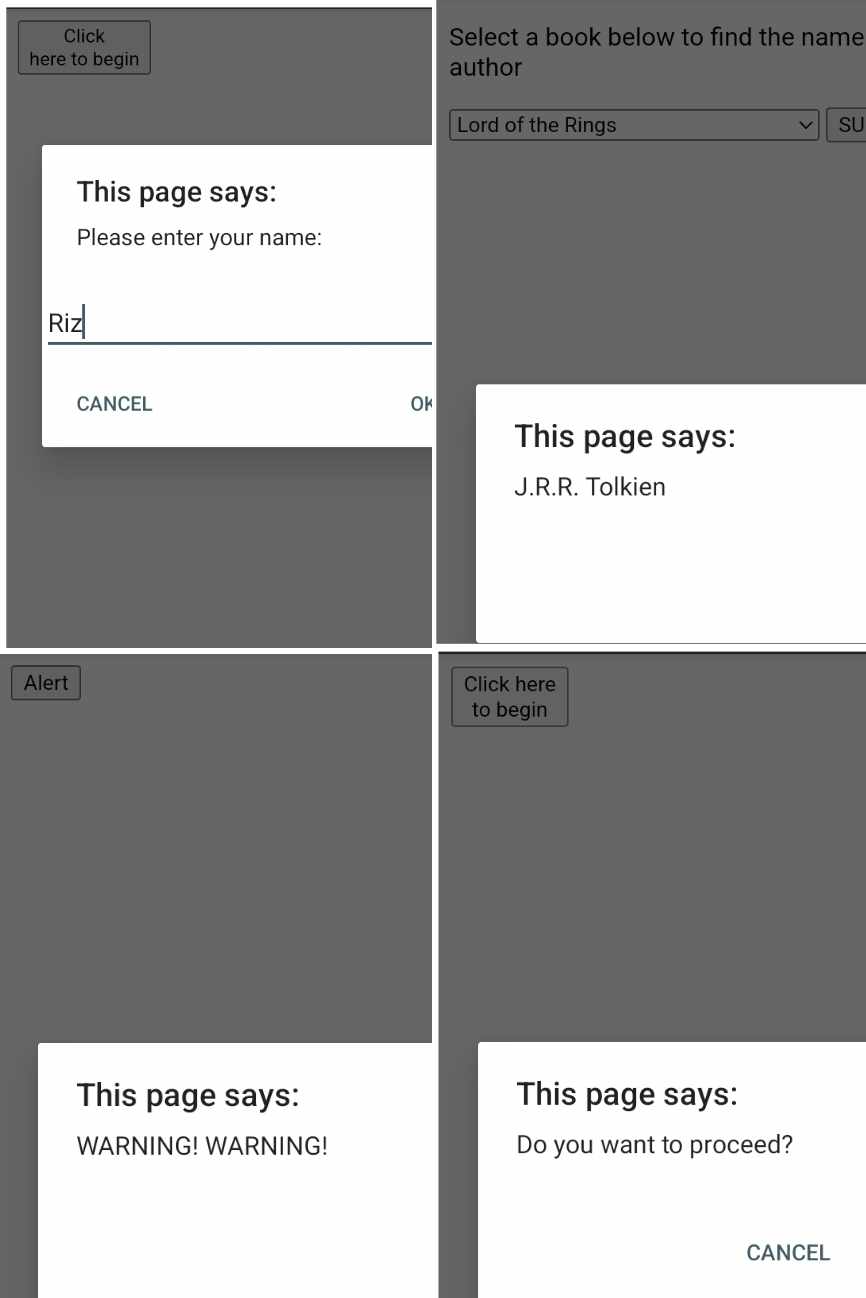 Click
here to begin
This page says:
Please enter your name:
Riz
CANCEL
OK
Select a book below to find the name
author
Lord of the Rings
SU
This page says:
J.R.R. Tolkien
Alert
This page says:
WARNING! WARNING!
Click here
to begin
This page says:
Do you want to proceed?
CANCEL